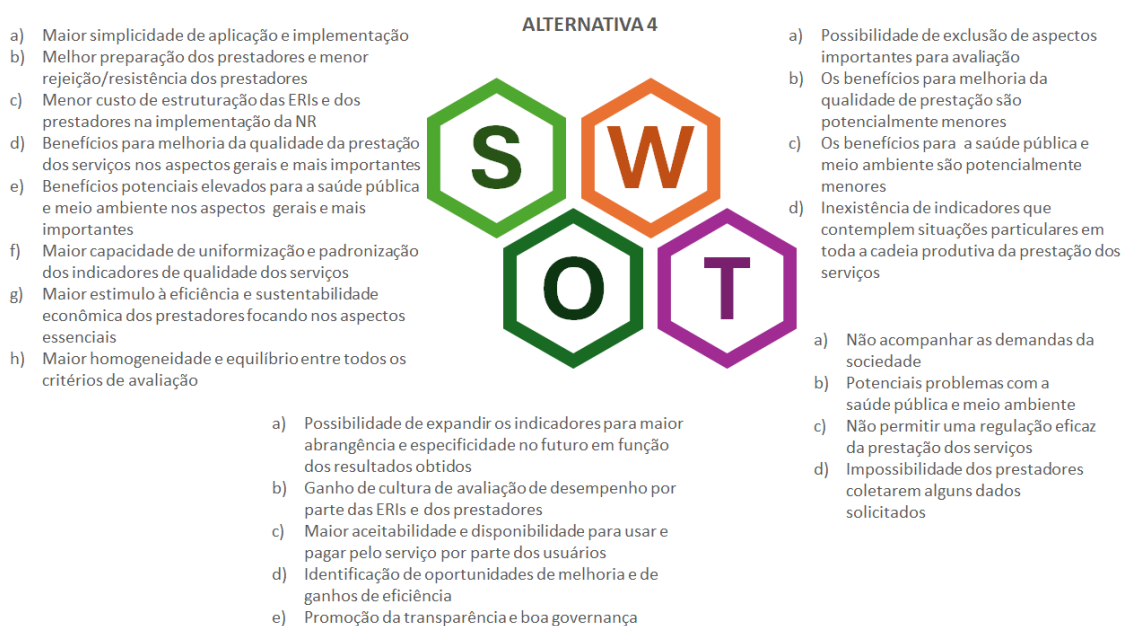 ALTERNATIVA 4
a) Maior simplicidade de aplicação e implementação
b) Melhor preparação dos prestadores e menor
rejeição/resistência dos prestadores
c) Menor custo de estruturação das ERIs e dos
prestadores na implementação da NR
d) Benefícios para melhoria da qualidade da prestação
dos serviços nos aspectos gerais e mais importantes
e) Benefícios potenciais elevados para a saúde pública
e meio ambiente nos aspectos gerais e mais
importantes
f) Maior capacidade de uniformização e padronização
dos indicadores de qualidade dos serviços
g) Maior estimulo à eficiência e sustentabilidade
econômica dos prestadores focando nos aspectos
essenciais
h) Maior homogeneidade e equilíbrio entre todos os
critérios de avaliação
S
W
O
T
a) Possibilidade de exclusão de aspectos
importantes para avaliação
b) Os benefícios para melhoria da
qualidade de prestação são
potencialmente menores
c) Os benefícios para a saúde pública e
meio ambiente são potencialmente
menores
d) Inexistência de indicadores que
contemplem situações particulares em
toda a cadeia produtiva da prestação dos
serviços
a) Possibilidade de expandir os indicadores para maior
abrangência e especificidade no futuro em função
dos resultados obtidos
b) Ganho de cultura de avaliação de desempenho por
parte das ERIs e dos prestadores
c) Maior aceitabilidade e disponibilidade para usar e
pagar pelo serviço por parte dos usuários
d) Identificação de oportunidades de melhoria e de
ganhos de eficiência
e) Promoção da transparência e boa governança
a) Não acompanhar as demandas da
sociedade
b) Potenciais problemas com a
saúde pública e meio ambiente
c) Não permitir uma regulação eficaz
da prestação dos serviços
d) Impossibilidade dos prestadores
coletarem alguns dados
solicitados